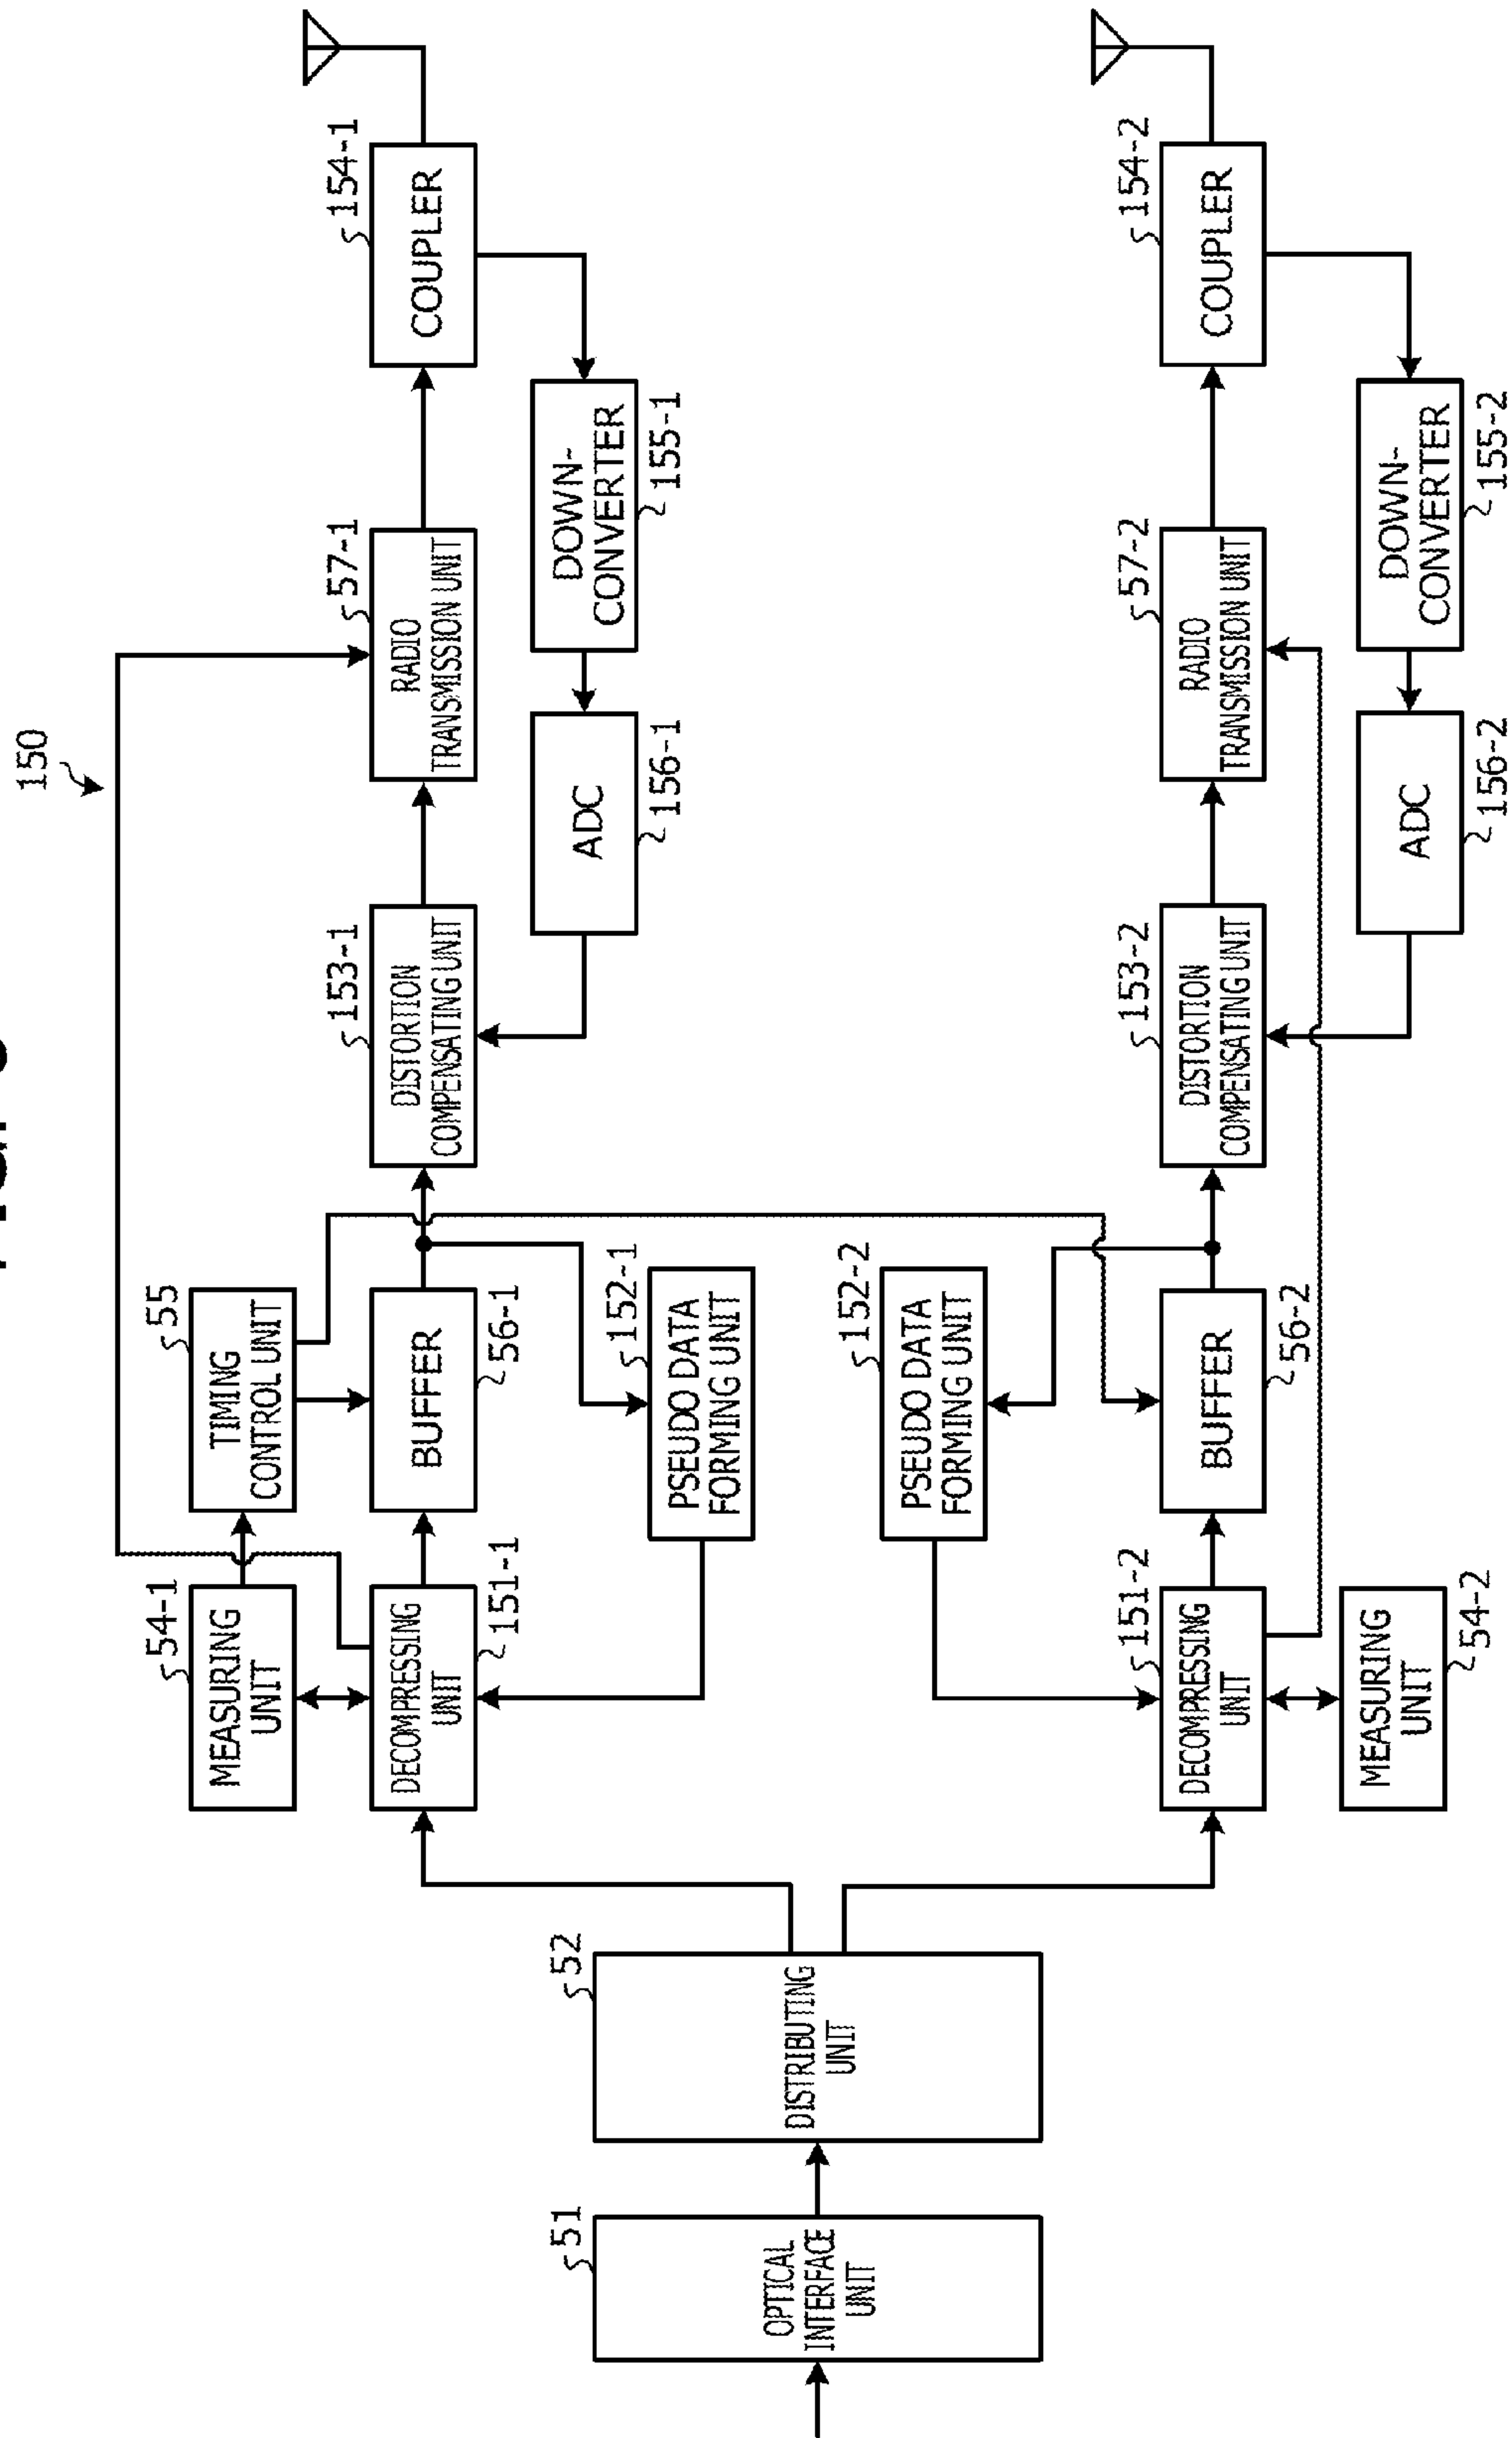 150
OPTICAL
INTERFACE
UNIT
51
DISTRIBUTING
UNIT
52
MEASURING
UNIT
54-1
TIMING
CONTROL UNIT
55
DECOMPRESSING
UNIT
151-1
BUFFER
56-1
PSEUDO DATA
FORMING UNIT
152-1
DISTORTION
COMPENSATING UNIT
153-1
RADIO
TRANSMISSION UNIT
57-1
COUPLER
154-1
ADC
156-1
DOWN-
CONVERTER
155-1
PSEUDO DATA
FORMING UNIT
152-2
DECOMPRESSING
UNIT
151-2
BUFFER
56-2
MEASURING
UNIT
54-2
DISTORTION
COMPENSATING UNIT
153-2
RADIO
TRANSMISSION UNIT
57-2
COUPLER
154-2
ADC
156-2
DOWN-
CONVERTER
155-2